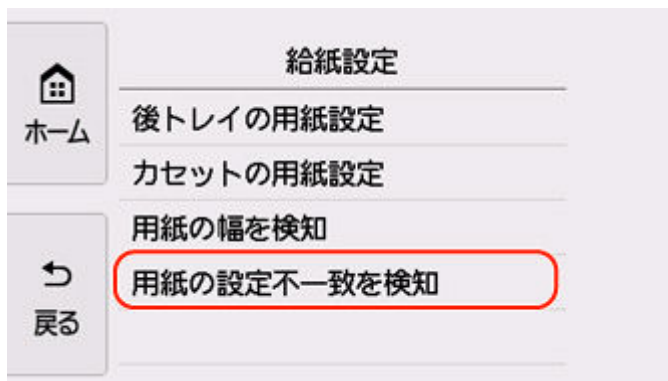 給紙設定
ホーム
後トレイの用紙設定
カセットの用紙設定
用紙の幅を検知
用紙の設定不一致を検知
戻る